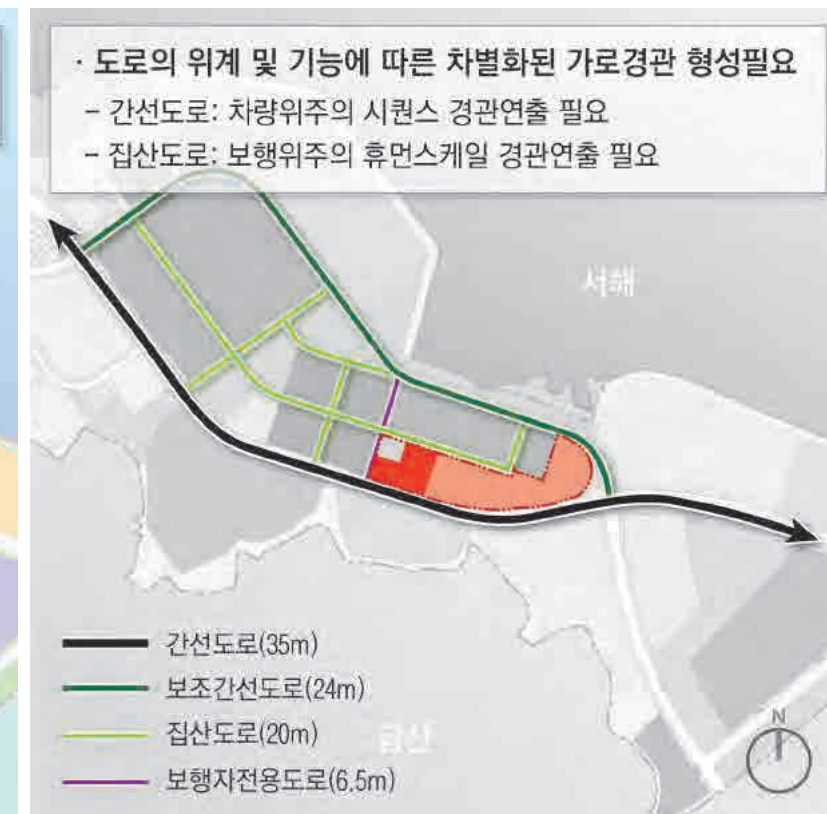 · 도로의 위계 및 기능에 따른 차별화된 가로경관 형성필요
- 간선도로: 차량위주의 시퀀스 경관연출 필요
- 집산도로: 보행위주의 휴먼스케일 경관연출 필요
서해
간선도로(35m)
보조간선도로(24m)
집산도로(20m)
보행자전용도로(6.5m)
N